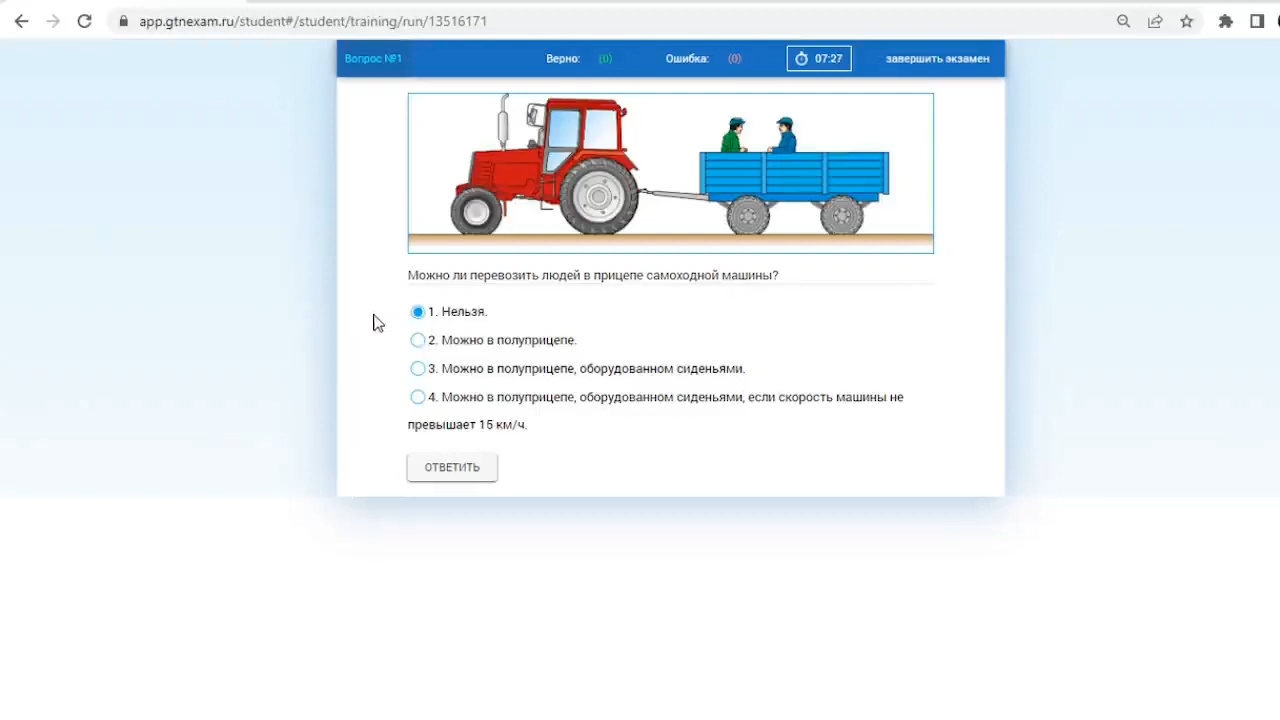 app.gtnexam.ru/student#/student/training/run/13516171
Вопрос №1 Верно: (0) Ошибка: (0) 07:27 завершить экзамен
Можно ли перевозить людей в прицепе самоходной машины?
1. Нельзя.
2. Можно в полуприцепе.
3. Можно в полуприцепе, оборудованном сиденьями.
4. Можно в полуприцепе, оборудованном сиденьями, если скорость машины не
превышает 15 км/ч.
ОТВЕТИТЬ